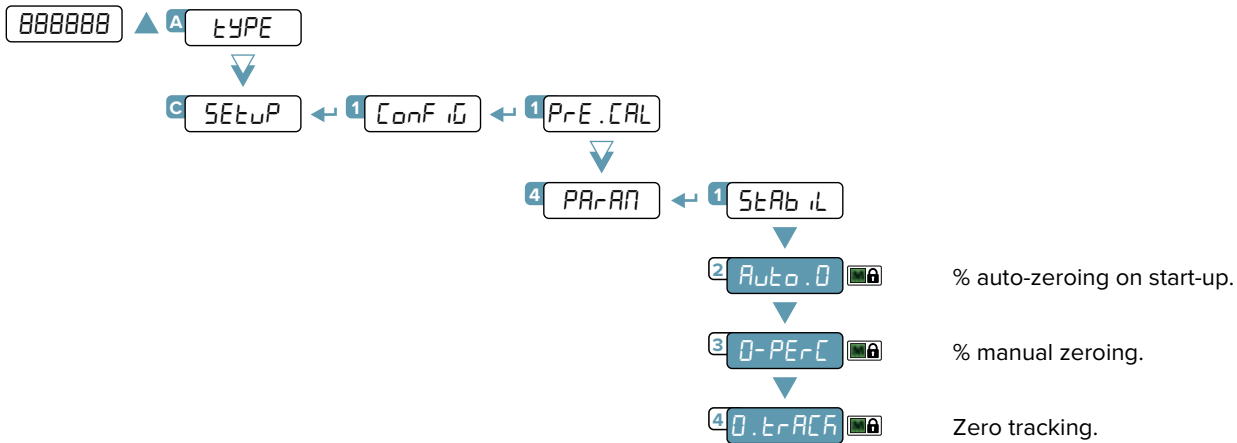 888888 A tYPE
C SEtuP 1 ConFiG 1 PrE.CAL
4 PArAM 1 StAbiL
2 Auto.0 M % auto-zeroing on start-up.
3 0-PErC M % manual zeroing.
4 0.trACk M Zero tracking.